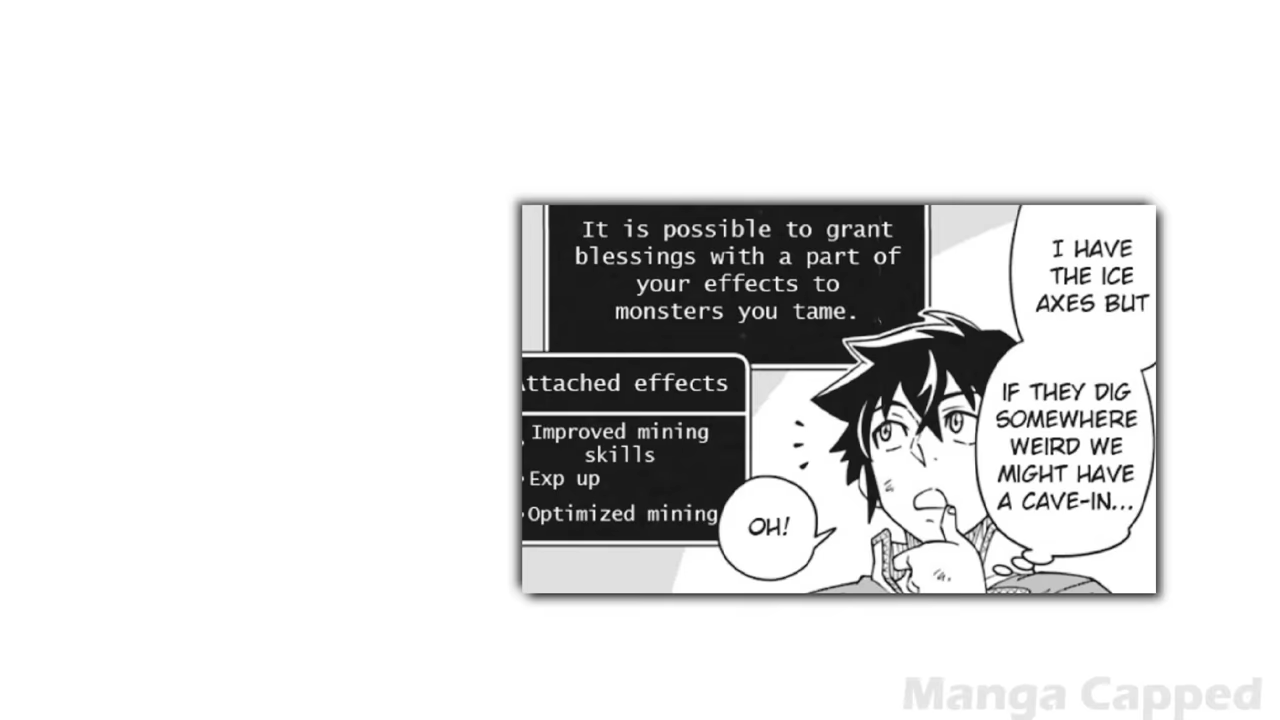 It is possible to grant
blessings with a part of
your effects to
monsters you tame.
I HAVE
THE ICE
AXES BUT
IF THEY DIG
SOMEWHERE
WEIRD WE
MIGHT HAVE
A CAVE-IN...
Attached effects
Improved mining
skills
Exp up
Optimized mining
OH!
Manga Capped